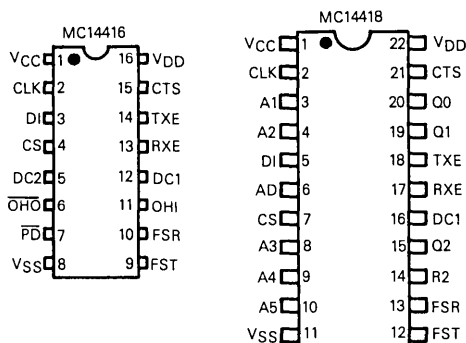 MC14416
VCC 1 16 VDD
CLK 2 15 CTS
DI 3 14 TXE
CS 4 13 RXE
DC2 5 12 DC1
OHO 6 11 OHI
PD 7 10 FSR
VSS 8 9 FST
MC14418
VCC 1 22 VDD
CLK 2 21 CTS
A1 3 20 Q0
A2 4 19 Q1
DI 5 18 TXE
AD 6 17 RXE
CS 7 16 DC1
A3 8 15 Q2
A4 9 14 R2
A5 10 13 FSR
VSS 11 12 FST